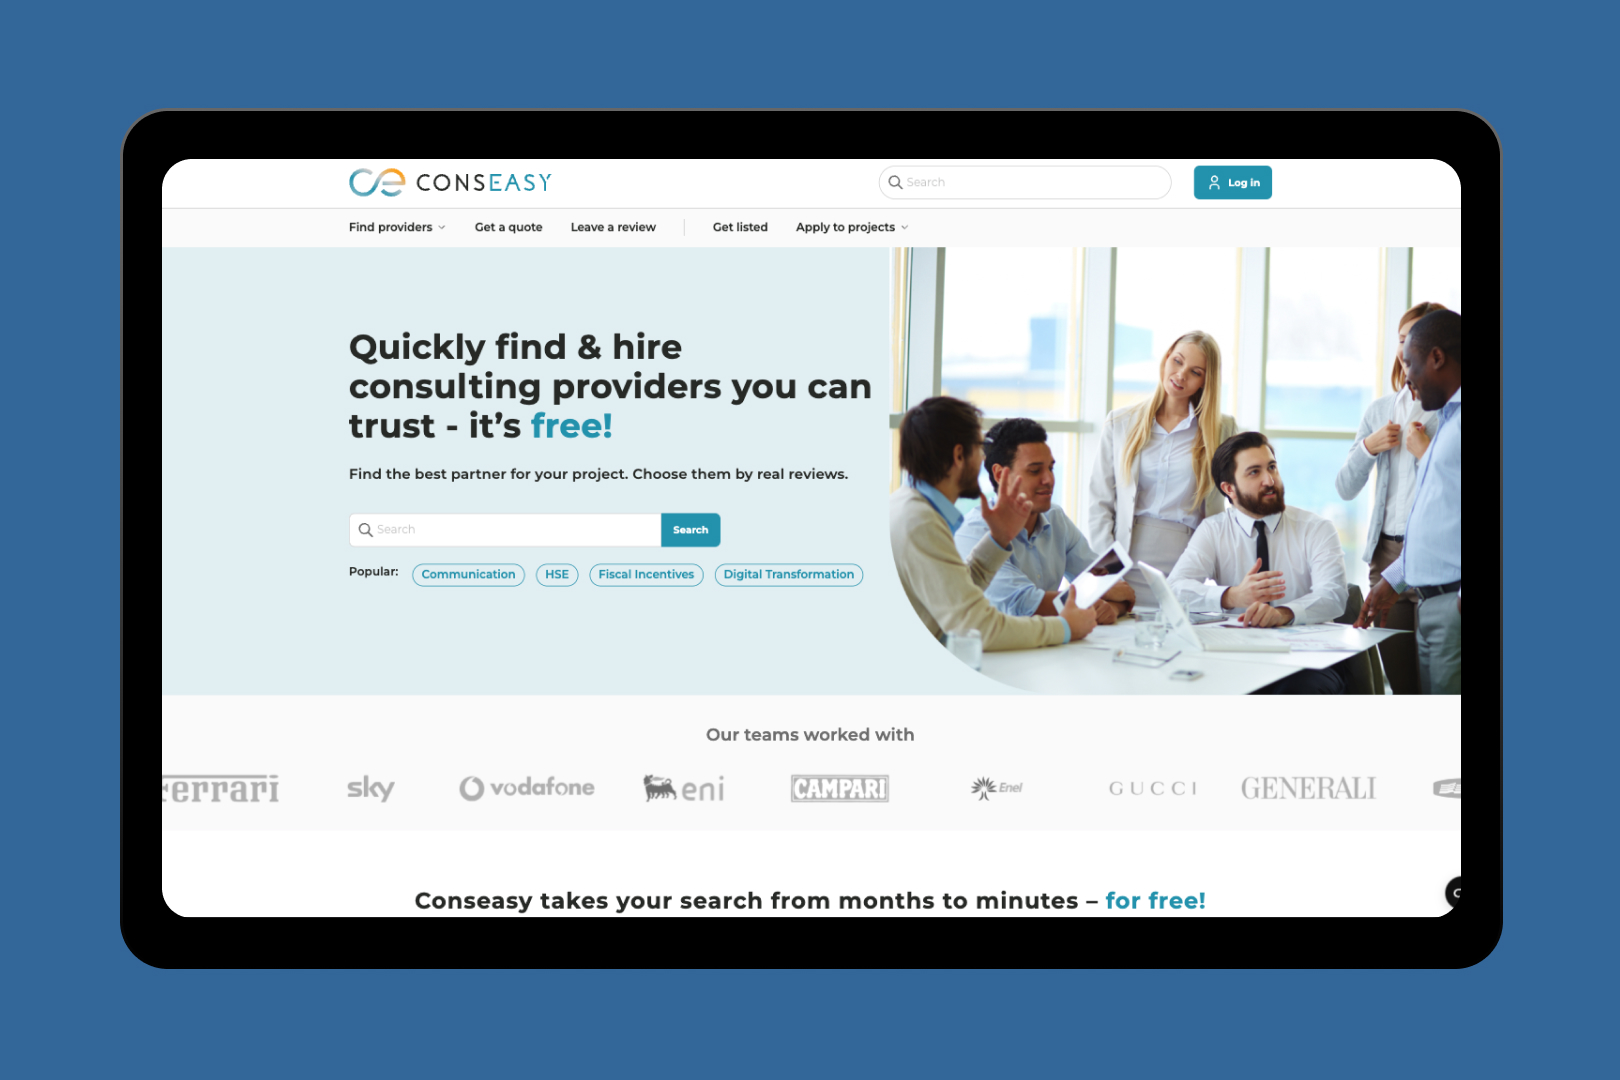 CONSEASY
Search
Log in
Find providers
Get a quote
Leave a review
Get listed
Apply to projects
Quickly find & hire
consulting providers you can
trust - it’s free!
Find the best partner for your project. Choose them by real reviews.
Search
Search
Popular:
Communication
HSE
Fiscal Incentives
Digital Transformation
Our teams worked with
Ferrari
sky
vodafone
eni
CAMPARI
Enel
GUCCI
GENERALI
Conseasy takes your search from months to minutes – for free!